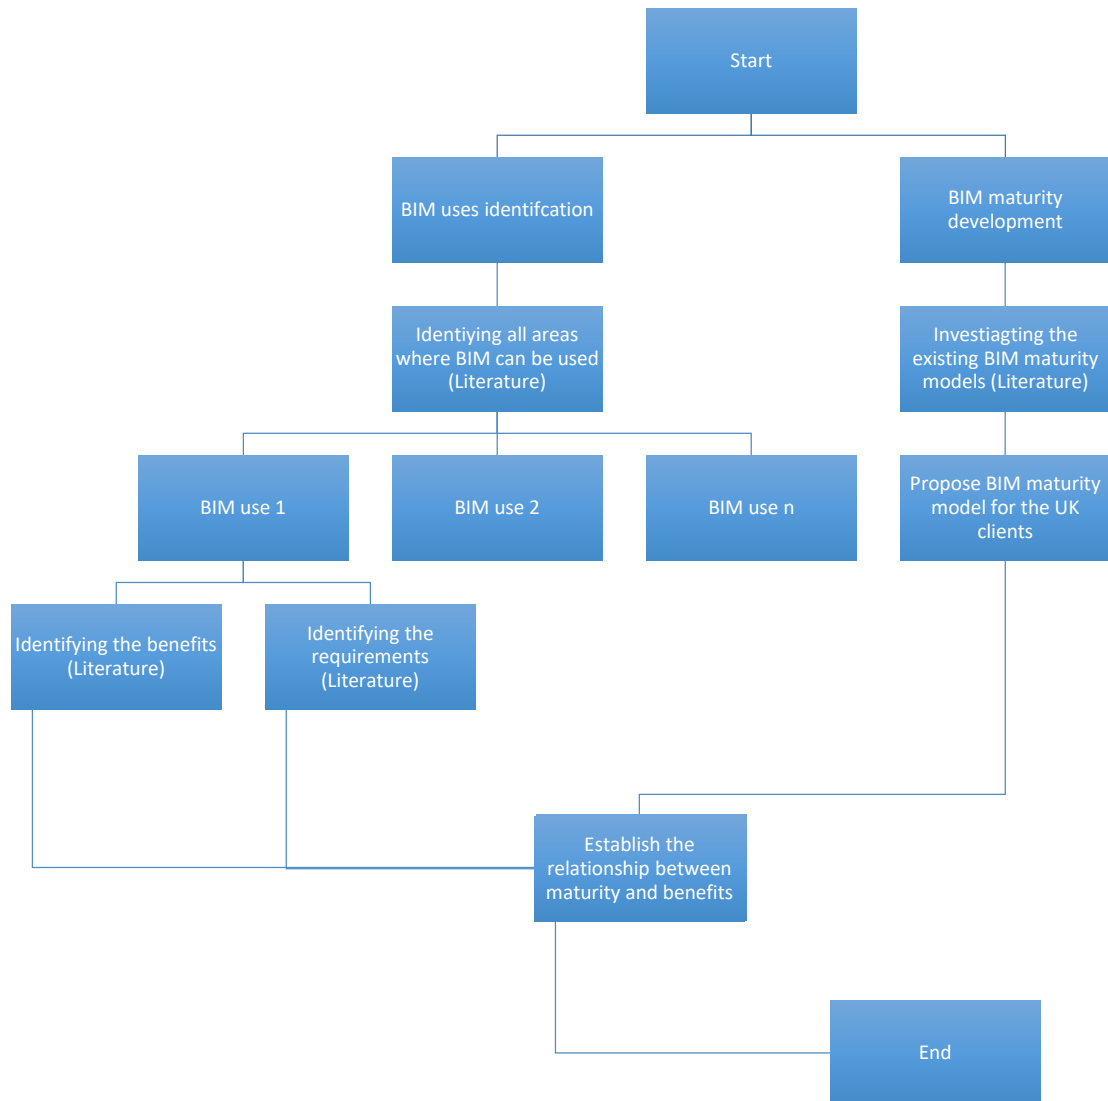 Start
BIM uses identifcation
BIM maturity
development
Identiying all areas
where BIM can be used
(Literature)
Investiagting the
existing BIM maturity
models (Literature)
BIM use 1
BIM use 2
BIM use n
Propose BIM maturity
model for the UK
clients
Identifying the benefits
(Literature)
Identifying the
requirements
(Literature)
Establish the
relationship between
maturity and benefits
End